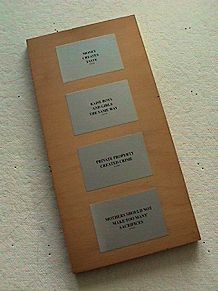 MONEY
CREATES
TASTE
RAISE BOYS
AND GIRLS
THE SAME WAY
PRIVATE PROPERTY
CREATED CRIME
MOTHERS SHOULD NOT
MAKE TOO MANY
SACRIFICES